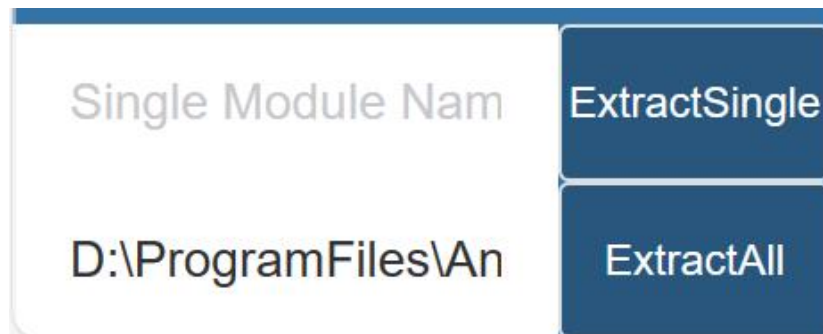 Single Module Nam
ExtractSingle
D:\ProgramFiles\An
ExtractAll